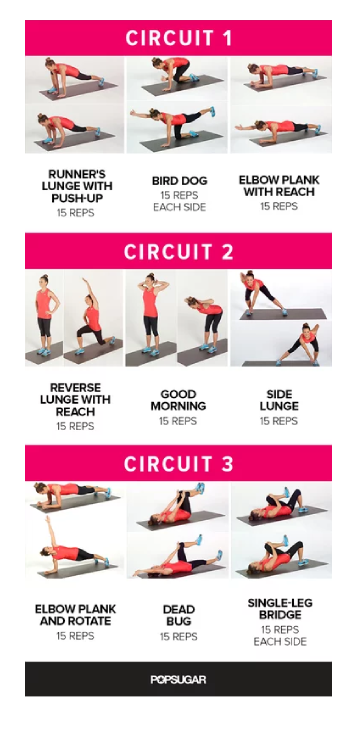 CIRCUIT 1
RUNNER'S
LUNGE WITH
PUSH-UP
15 REPS
BIRD DOG
15 REPS
EACH SIDE
ELBOW PLANK
WITH REACH
15 REPS
CIRCUIT 2
REVERSE
LUNGE WITH
REACH
15 REPS
GOOD
MORNING
15 REPS
SIDE
LUNGE
15 REPS
CIRCUIT 3
ELBOW PLANK
AND ROTATE
15 REPS
DEAD
BUG
15 REPS
SINGLE-LEG
BRIDGE
15 REPS
EACH SIDE
POPSUGAR